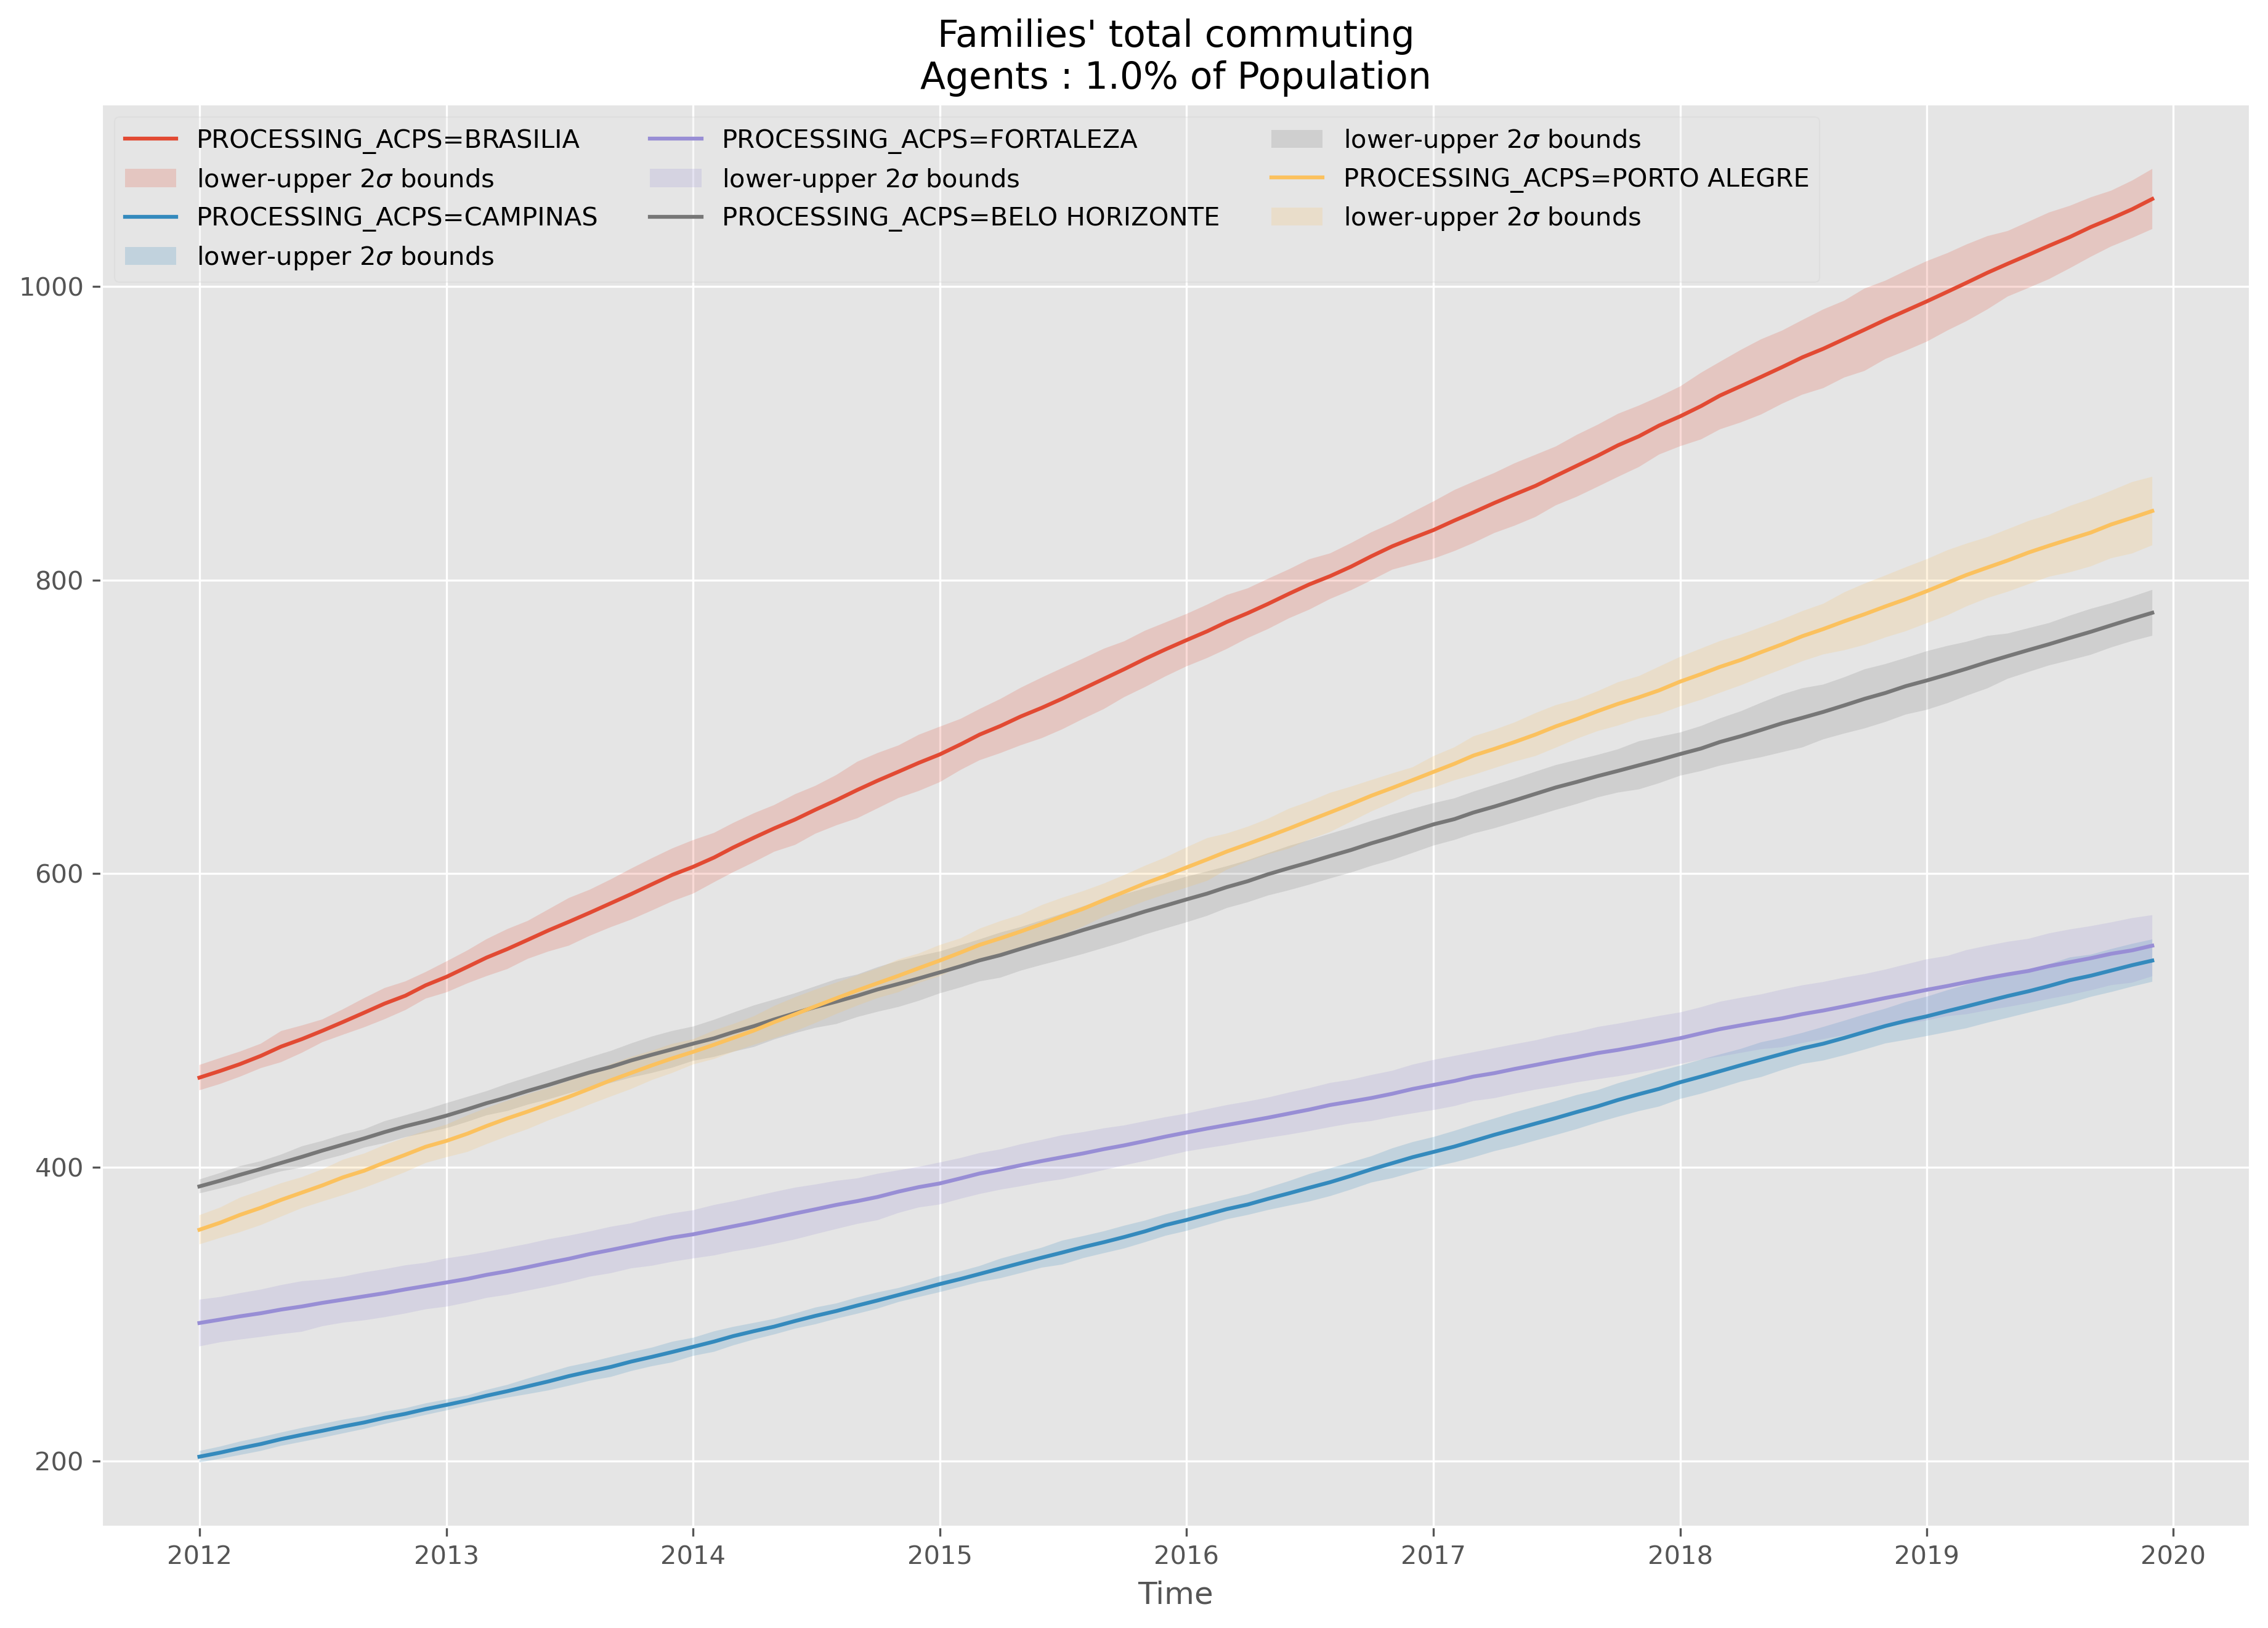 Families' total commuting
Agents : 1.0% of Population
PROCESSING_ACPS=BRASILIA
lower-upper 2σ bounds
PROCESSING_ACPS=CAMPINAS
lower-upper 2σ bounds
PROCESSING_ACPS=FORTALEZA
lower-upper 2σ bounds
PROCESSING_ACPS=BELO HORIZONTE
lower-upper 2σ bounds
PROCESSING_ACPS=PORTO ALEGRE
lower-upper 2σ bounds
1000
800
600
400
200
2012 2013 2014 2015 2016 2017 2018 2019 2020
Time